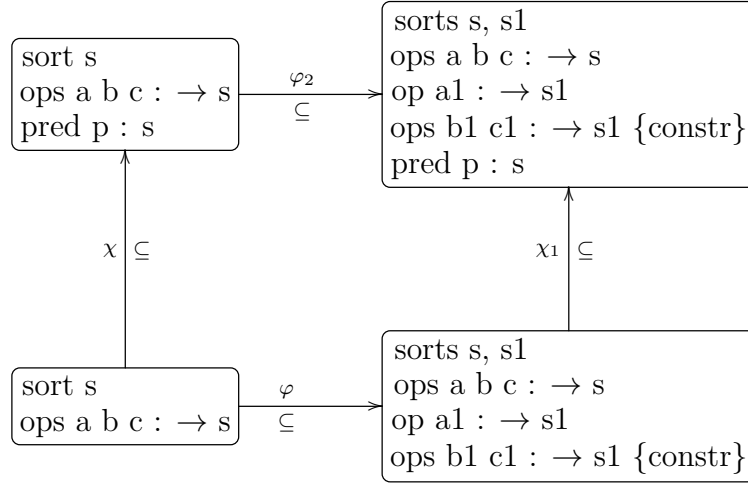 sort s
ops a b c : → s
pred p : s
φ₂
⊆
sorts s, s1
ops a b c : → s
op a1 : → s1
ops b1 c1 : → s1 {constr}
pred p : s
χ ⊆
χ₁ ⊆
sort s
ops a b c : → s
φ
⊆
sorts s, s1
ops a b c : → s
op a1 : → s1
ops b1 c1 : → s1 {constr}